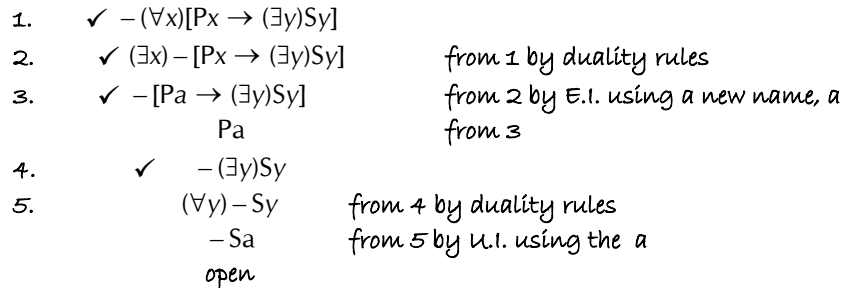 1. ✓ – (∀x)[Px → (∃y)Sy]
2. ✓ (∃x) – [Px → (∃y)Sy] from 1 by duality rules
3. ✓ – [Pa → (∃y)Sy] from 2 by E.I. using a new name, a
Pa from 3
4. ✓ – (∃y)Sy
5. (∀y) – Sy from 4 by duality rules
– Sa from 5 by U.I. using the a
open